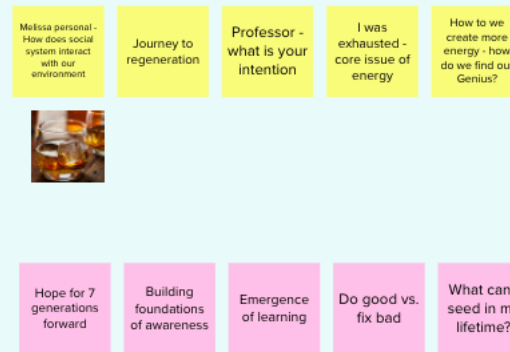 Melissa personal -
How does social
system interact
with our
environment
Journey to
regeneration
Professor -
what is your
intention
I was
exhausted -
core issue of
energy
How to we
create more
energy - how
do we find ou
Genius?
Hope for 7
generations
forward
Building
foundations
of awareness
Emergence
of learning
Do good vs.
fix bad
What can
seed in m
lifetime?